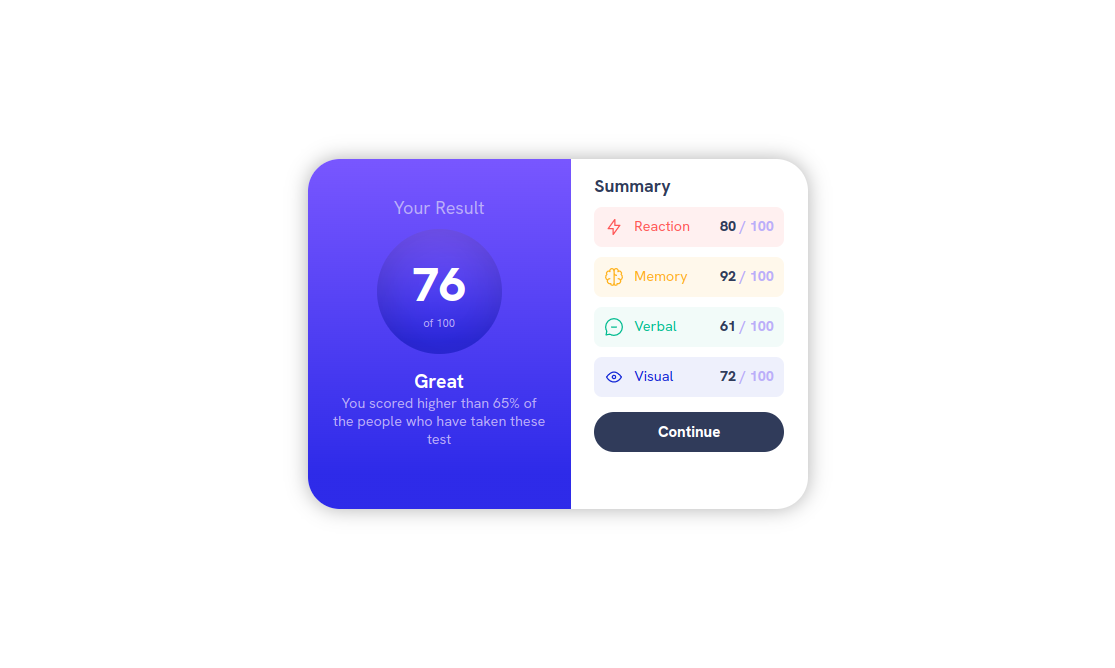 Your Result
76
of 100
Great
You scored higher than 65% of
the people who have taken these
test
Summary
Reaction 80 / 100
Memory 92 / 100
Verbal 61 / 100
Visual 72 / 100
Continue